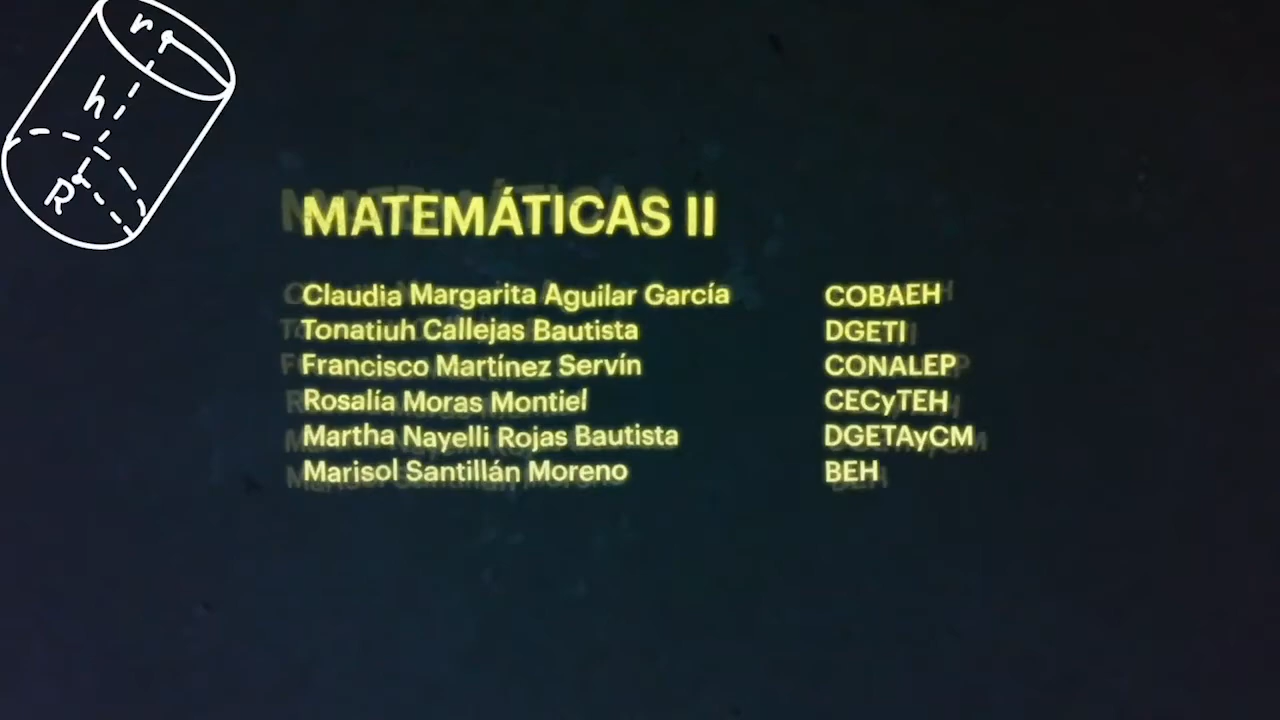 r
h
R
MATEMÁTICAS II
Claudia Margarita Aguilar García COBAEH
Tonatiuh Callejas Bautista DGETI
Francisco Martínez Servín CONALEP
Rosalía Moras Montiel CECyTEH
Martha Nayelli Rojas Bautista DGETAyCM
Marisol Santillán Moreno BEH